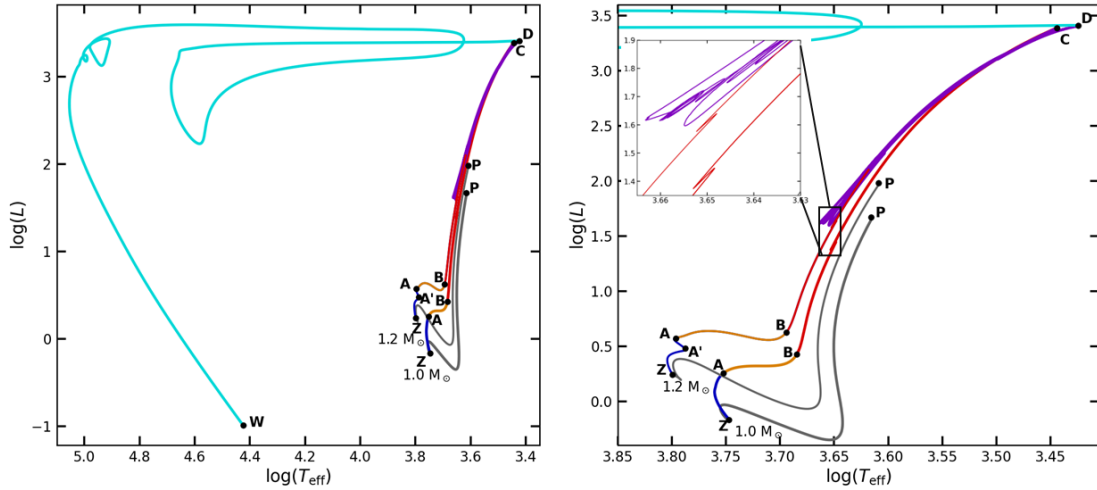 3
2
1
0
−1
log(L)
5.0 4.8 4.6 4.4 4.2 4.0 3.8 3.6 3.4
log(Teff)
D
C
P
P
A
B
A'
B
A
Z
1.2 M⊙
Z
1.0 M⊙
W
3.5
3.0
2.5
2.0
1.5
1.0
0.5
0.0
log(L)
3.85 3.80 3.75 3.70 3.65 3.60 3.55 3.50 3.45 3.40
log(Teff)
1.9
1.8
1.7
1.6
1.5
1.4
3.66 3.65 3.64 3.63
D
C
P
P
A
B
A'
B
A
Z
1.2 M⊙
Z
1.0 M⊙